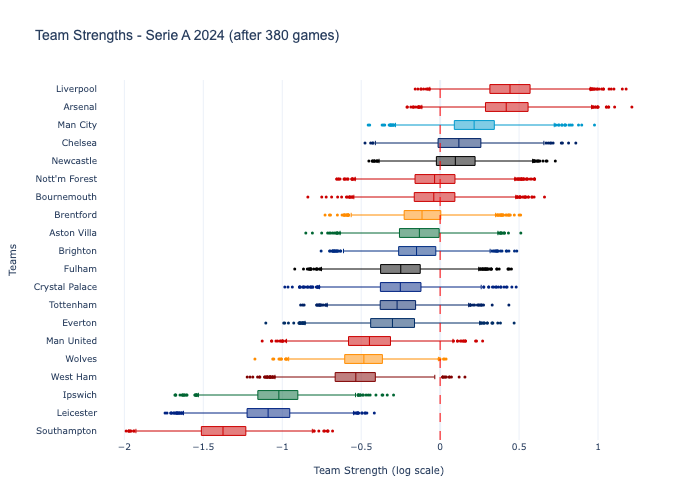 Team Strengths - Serie A 2024 (after 380 games)
Liverpool
Arsenal
Man City
Chelsea
Newcastle
Nott'm Forest
Bournemouth
Brentford
Aston Villa
Brighton
Fulham
Crystal Palace
Tottenham
Everton
Man United
Wolves
West Ham
Ipswich
Leicester
Southampton
Teams
−2 −1.5 −1 −0.5 0 0.5 1
Team Strength (log scale)